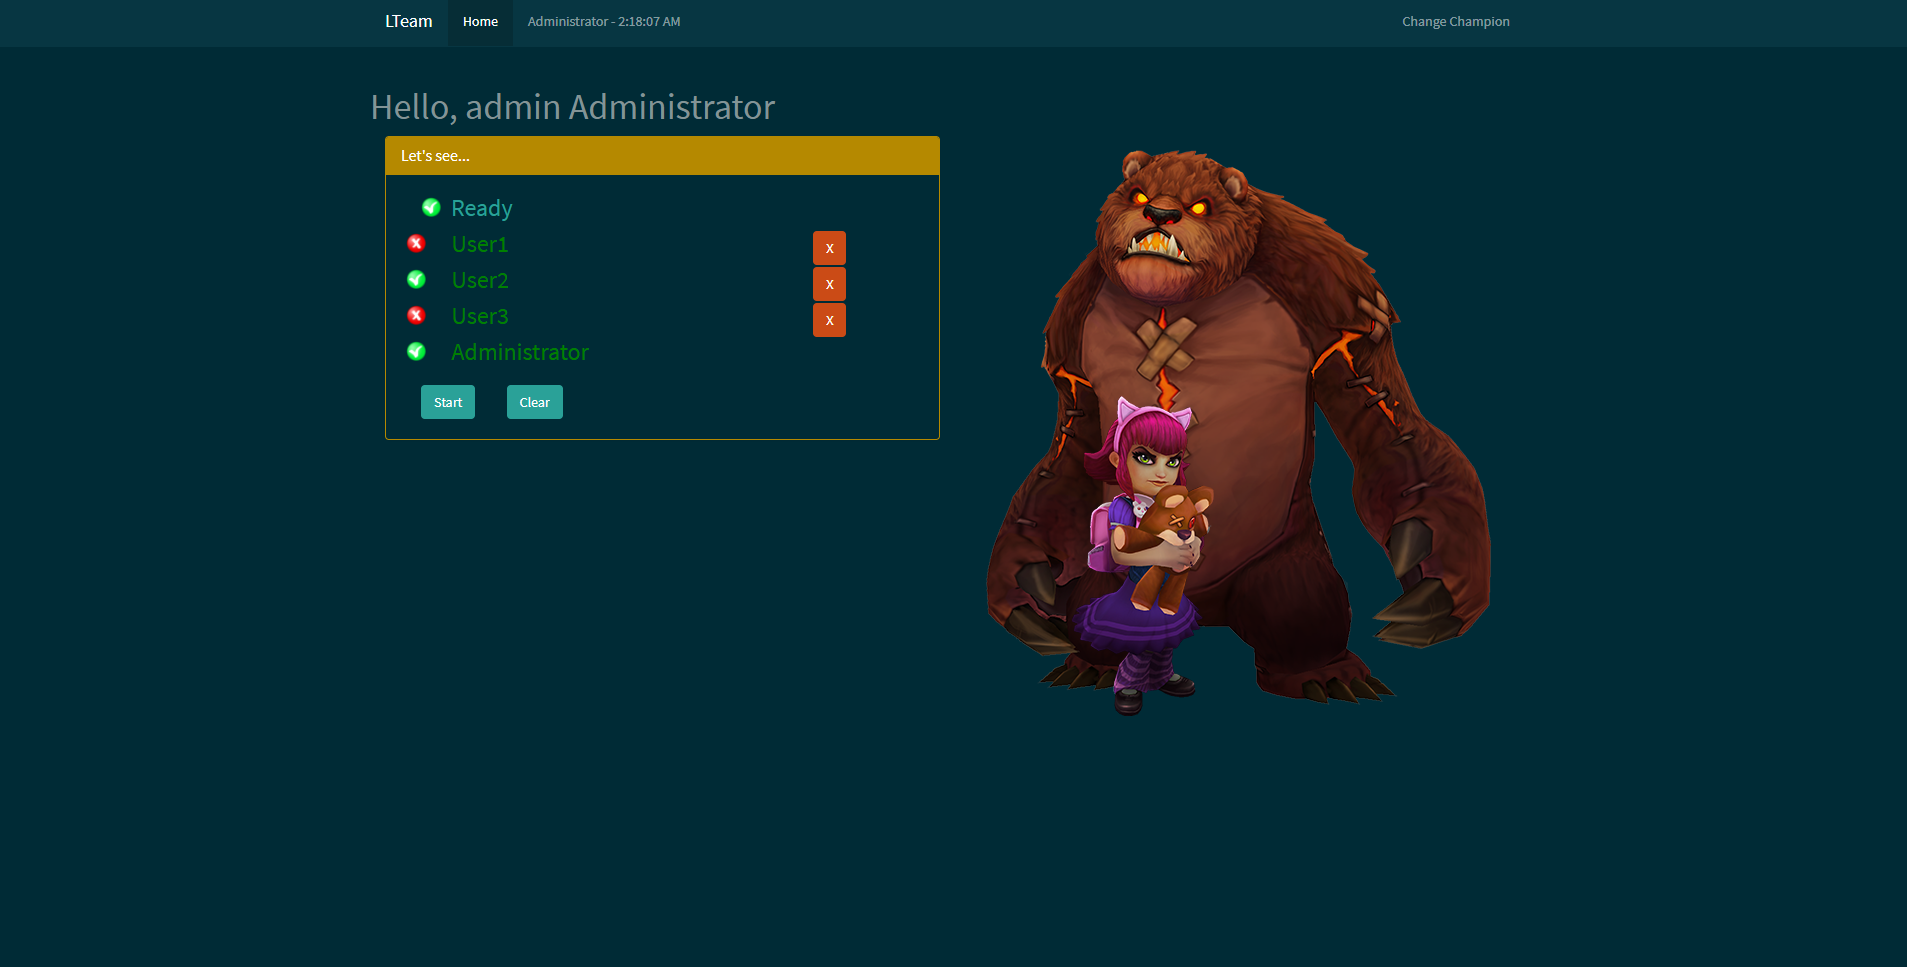 LTeam Home Administrator - 2:18:07 AM Change Champion
Hello, admin Administrator
Let's see...
Ready
User1 x
User2 x
User3 x
Administrator
Start Clear